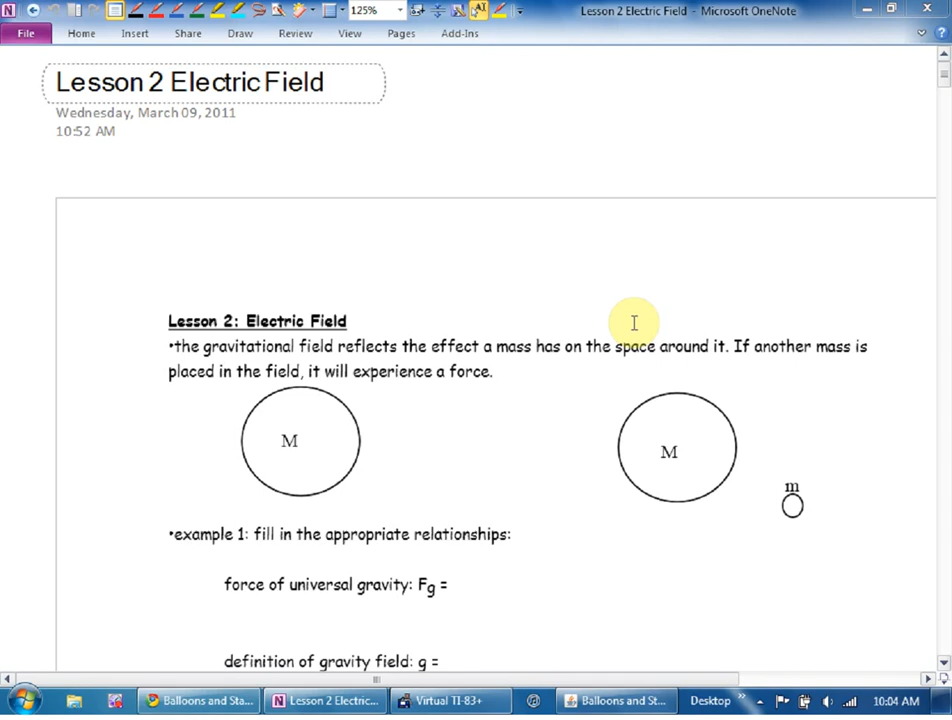 125%
Lesson 2 Electric Field - Microsoft OneNote
File Home Insert Share Draw Review View Pages Add-Ins
Lesson 2 Electric Field
Wednesday, March 09, 2011
10:52 AM
Lesson 2: Electric Field
•the gravitational field reflects the effect a mass has on the space around it. If another mass is
placed in the field, it will experience a force.
M
M
m
•example 1: fill in the appropriate relationships:
force of universal gravity: Fg =
definition of gravity field: g =
Balloons and Sta... Lesson 2 Electric... Virtual TI-83+ Balloons and St... Desktop 10:04 AM